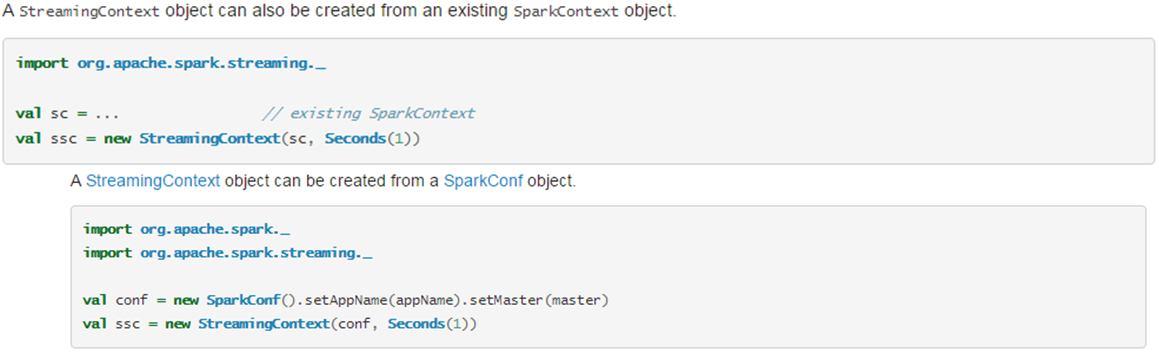 A StreamingContext object can also be created from an existing SparkContext object.
import org.apache.spark.streaming._
val sc = ...                // existing SparkContext
val ssc = new StreamingContext(sc, Seconds(1))
A StreamingContext object can be created from a SparkConf object.
import org.apache.spark._
import org.apache.spark.streaming._
val conf = new SparkConf().setAppName(appName).setMaster(master)
val ssc = new StreamingContext(conf, Seconds(1))